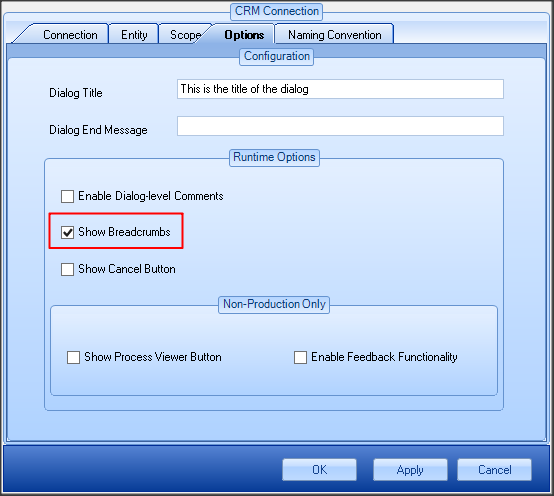 CRM Connection
Connection Entity Scope Options Naming Convention
Configuration
Dialog Title This is the title of the dialog
Dialog End Message
Runtime Options
Enable Dialog-level Comments
Show Breadcrumbs
Show Cancel Button
Non-Production Only
Show Process Viewer Button Enable Feedback Functionality
OK Apply Cancel